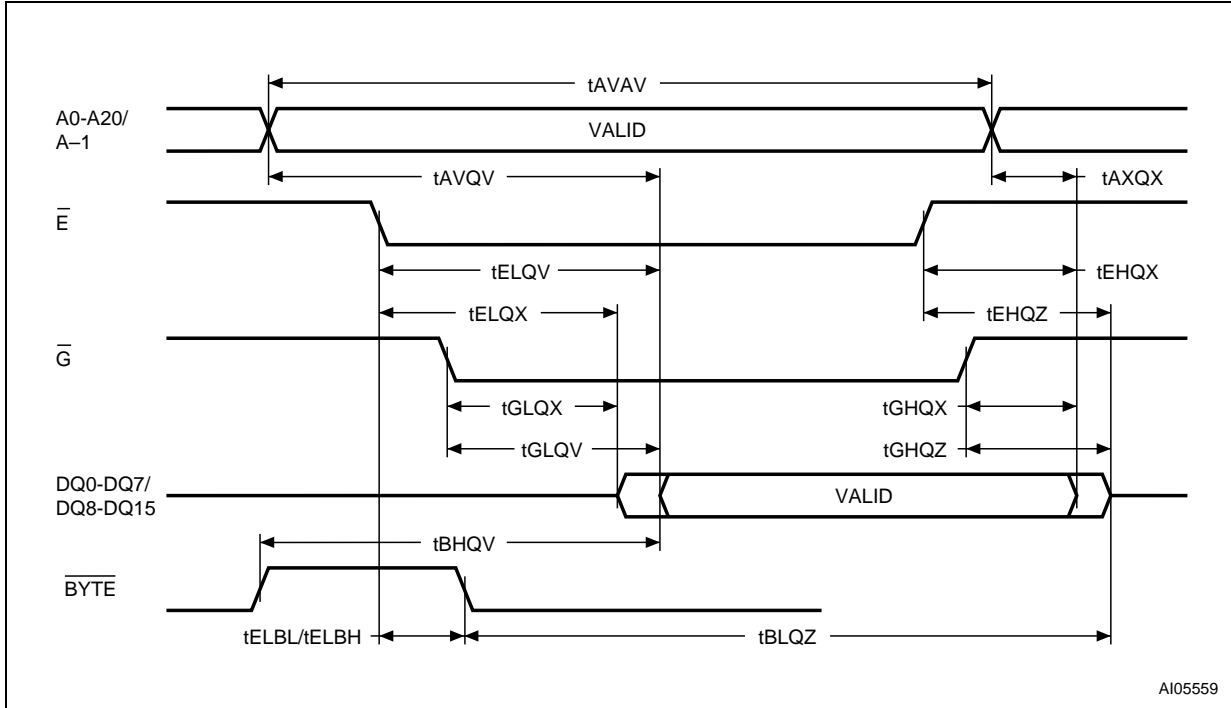 tAVAV
A0-A20/
A–1
VALID
tAVQV
tAXQX
E̅
tELQV
tEHQX
tELQX
tEHQZ
G̅
tGLQX
tGHQX
tGLQV
tGHQZ
DQ0-DQ7/
DQ8-DQ15
VALID
tBHQV
B̅Y̅T̅E̅
tELBL/tELBH
tBLQZ
AI05559